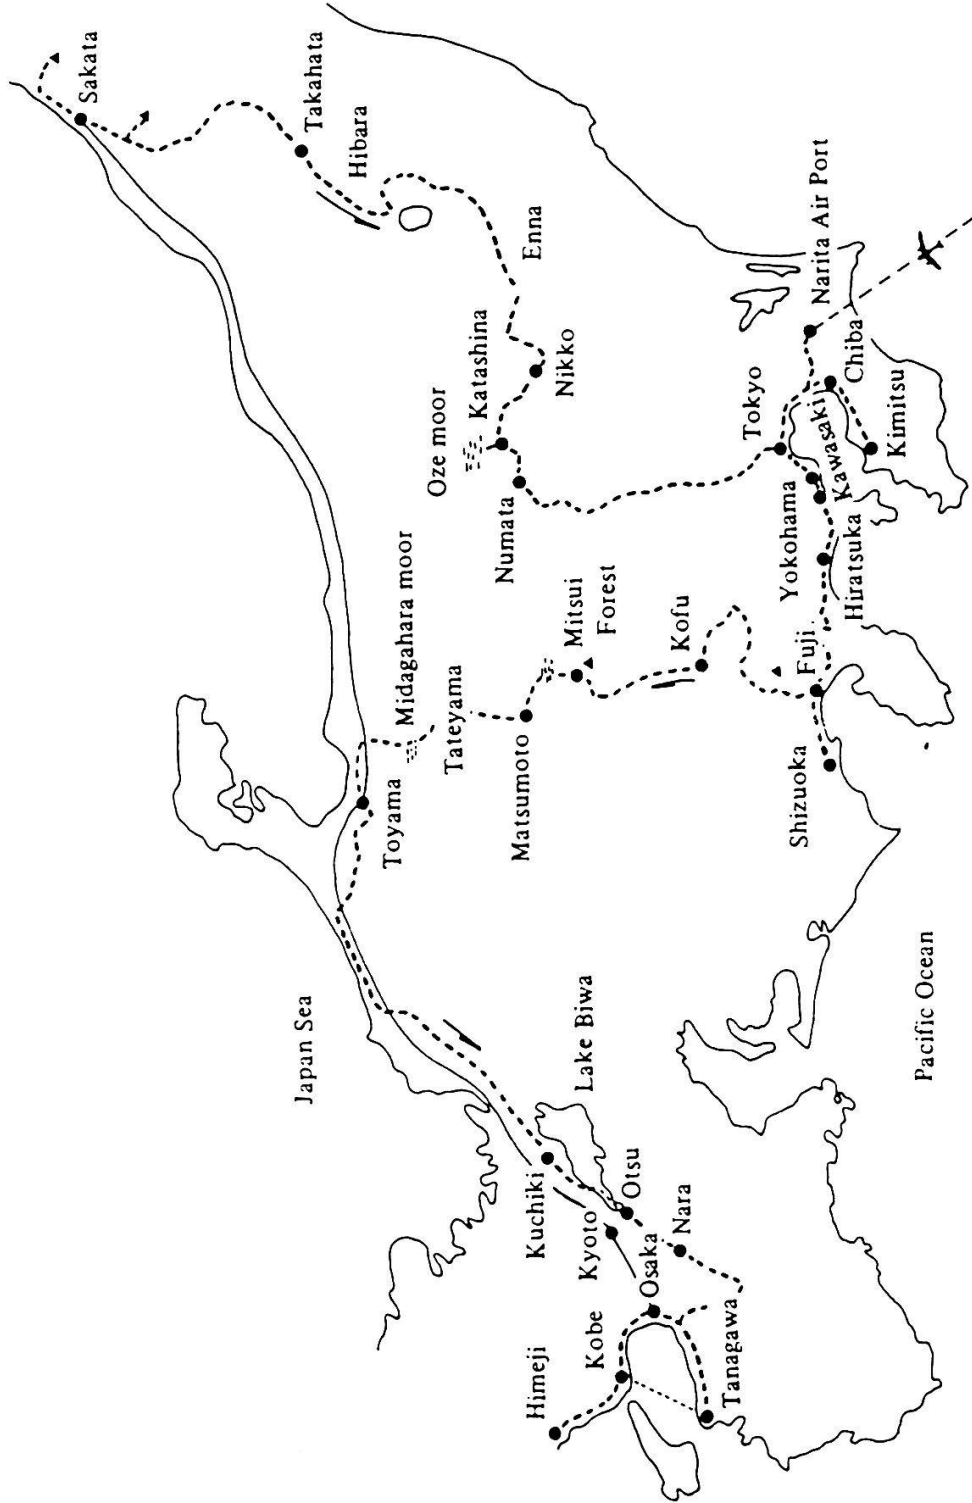 Sakata
Takahata
Hibara
Enna
Oze moor
Katashina
Nikko
Numata
Narita Air Port
Tokyo
Chiba
Kawasaki
Kimitsu
Yokohama
Hiratsuka
Midagahara moor
Tateyama
Mitsui
Forest
Kofu
Fuji
Toyama
Matsumoto
Shizuoka
Japan Sea
Lake Biwa
Pacific Ocean
Kuchiki
Otsu
Kyoto
Nara
Osaka
Kobe
Himeji
Tanagawa